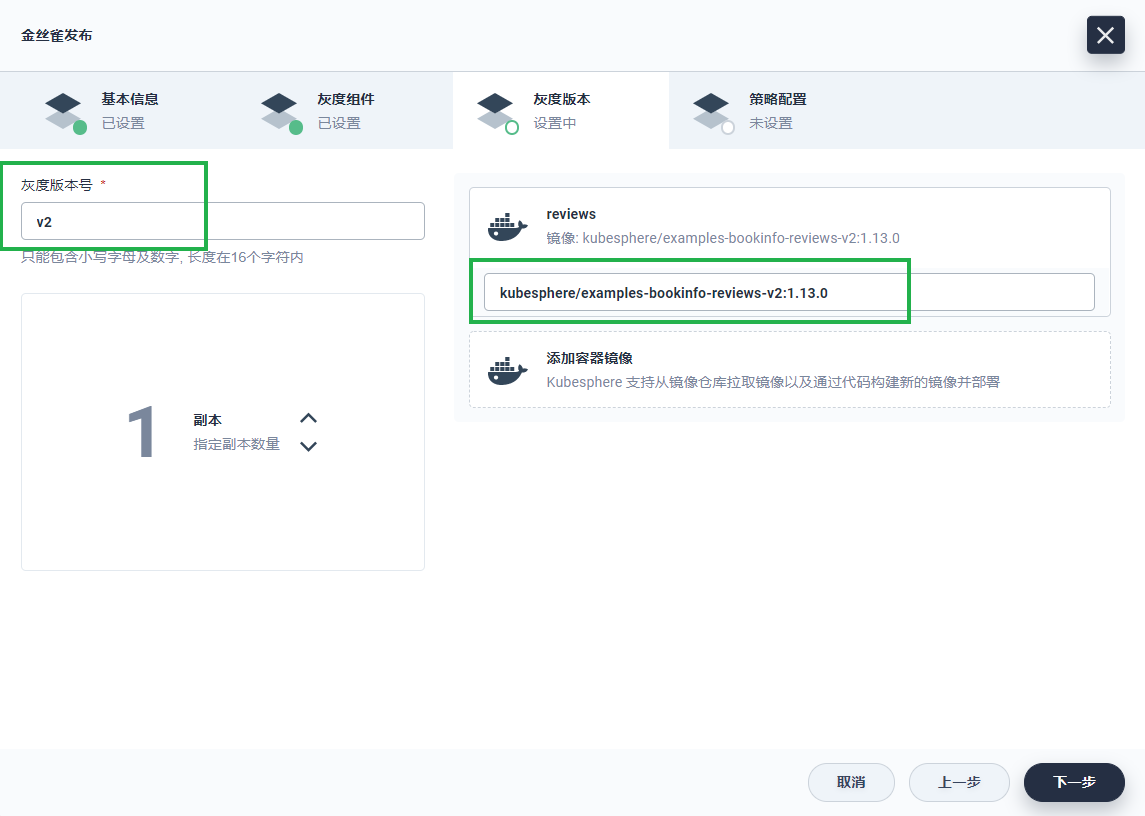 金丝雀发布
基本信息
已设置
灰度组件
已设置
灰度版本
设置中
策略配置
未设置
灰度版本号 *
v2
只能包含小写字母及数字, 长度在16个字符内
1
副本
指定副本数量
reviews
镜像: kubesphere/examples-bookinfo-reviews-v2:1.13.0
kubesphere/examples-bookinfo-reviews-v2:1.13.0
添加容器镜像
Kubesphere 支持从镜像仓库拉取镜像以及通过代码构建新的镜像并部署
取消
上一步
下一步